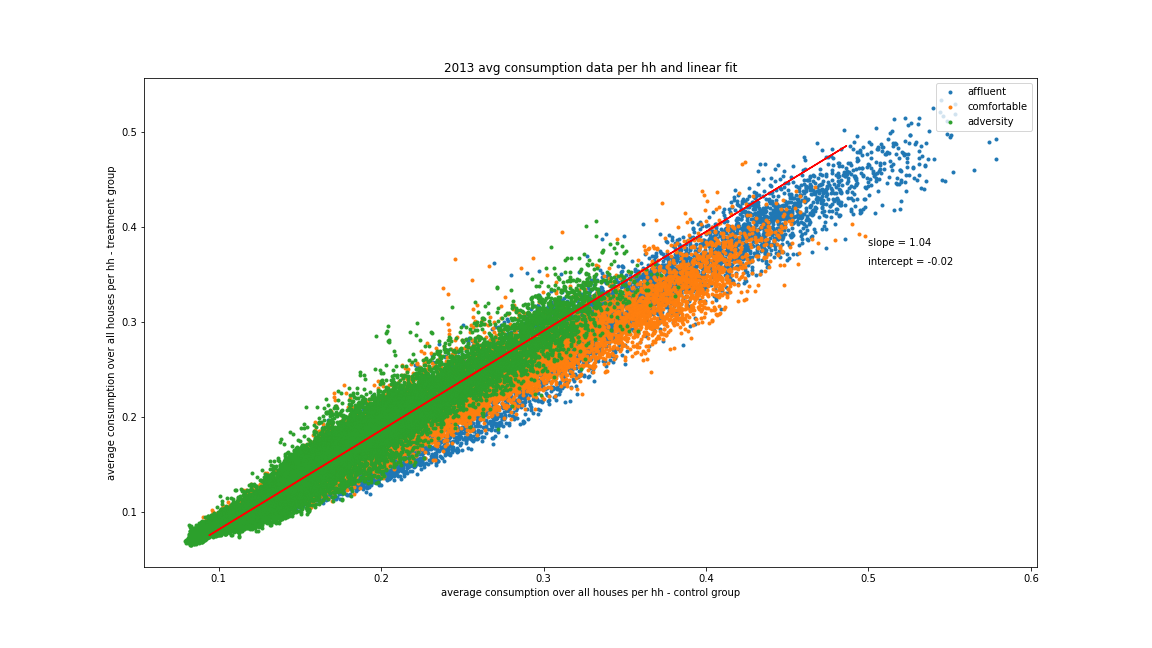 2013 avg consumption data per hh and linear fit
affluent
comfortable
adversity
average consumption over all houses per hh - treatment group
0.5
0.4
0.3
0.2
0.1
slope = 1.04
intercept = -0.02
0.1
0.2
0.3
0.4
0.5
0.6
average consumption over all houses per hh - control group